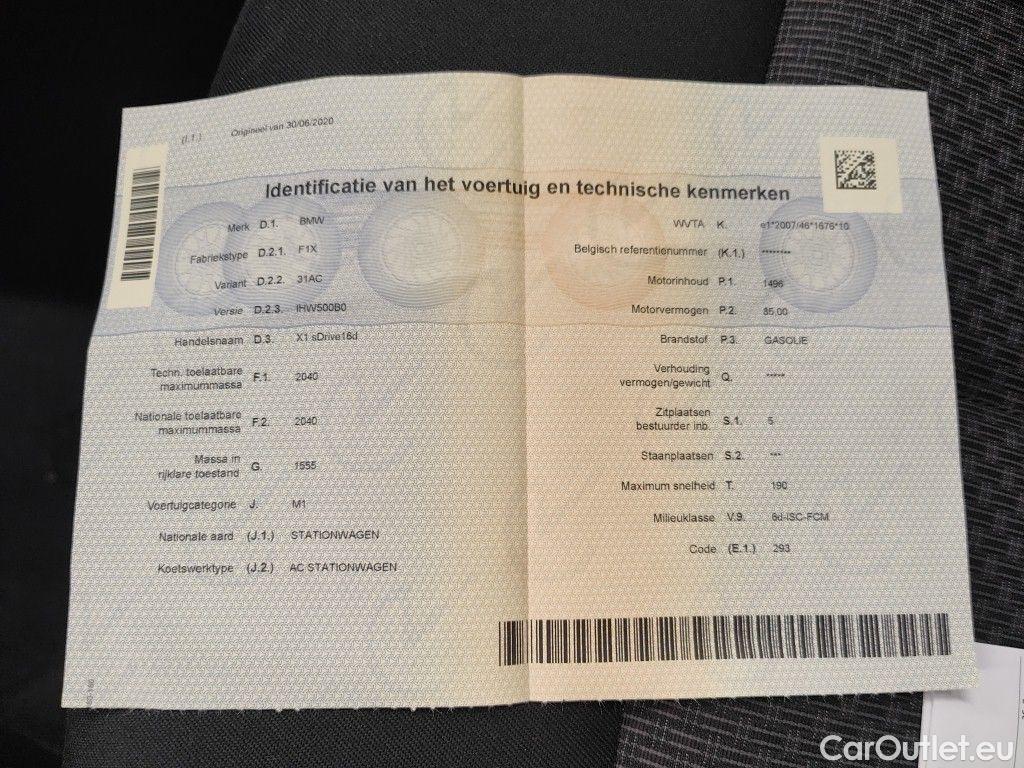 (I.1.) Origineel van 30/06/2020
Identificatie van het voertuig en technische kenmerken
Merk D.1. BMW
Fabriekstype D.2.1. F1X
Variant D.2.2. 31AC
Versie D.2.3. IHW500B0
Handelsnaam D.3. X1 sDrive16d
Techn. toelaatbare
maximummassa F.1. 2040
Nationale toelaatbare
maximummassa F.2. 2040
Massa in
rijklare toestand G. 1555
Voertuigcategorie J. M1
Nationale aard (J.1.) STATIONWAGEN
Koetswerktype (J.2.) AC STATIONWAGEN
WVTA K. e1*2007/46*1676*10
Belgisch referentienummer (K.1.) ********
Motorinhoud P.1. 1496
Motorvermogen P.2. 85.00
Brandstof P.3. GASOLIE
Verhouding
vermogen/gewicht Q. *****
Zitplaatsen
bestuurder inb. S.1. 5
Staanplaatsen S.2. ***
Maximum snelheid T. 190
Milieuklasse V.9. 6d-ISC-FCM
Code (E.1.) 293
CarOutlet.eu